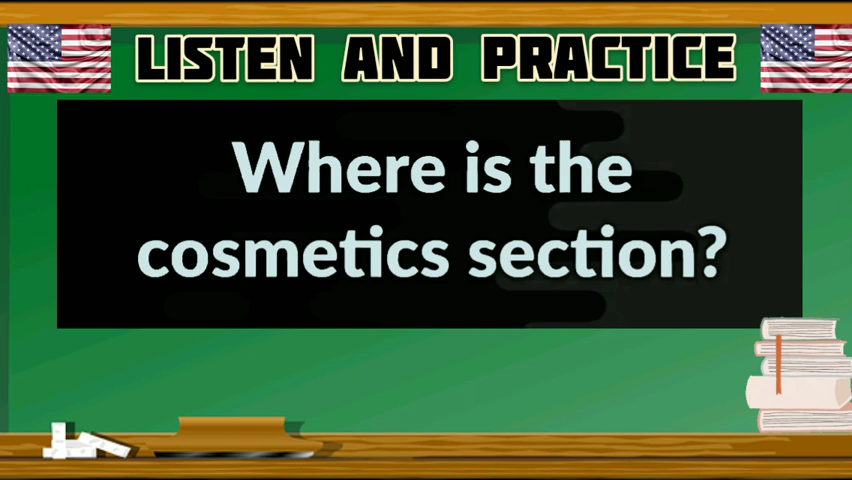 LISTEN AND PRACTICE
Where is the
cosmetics section?